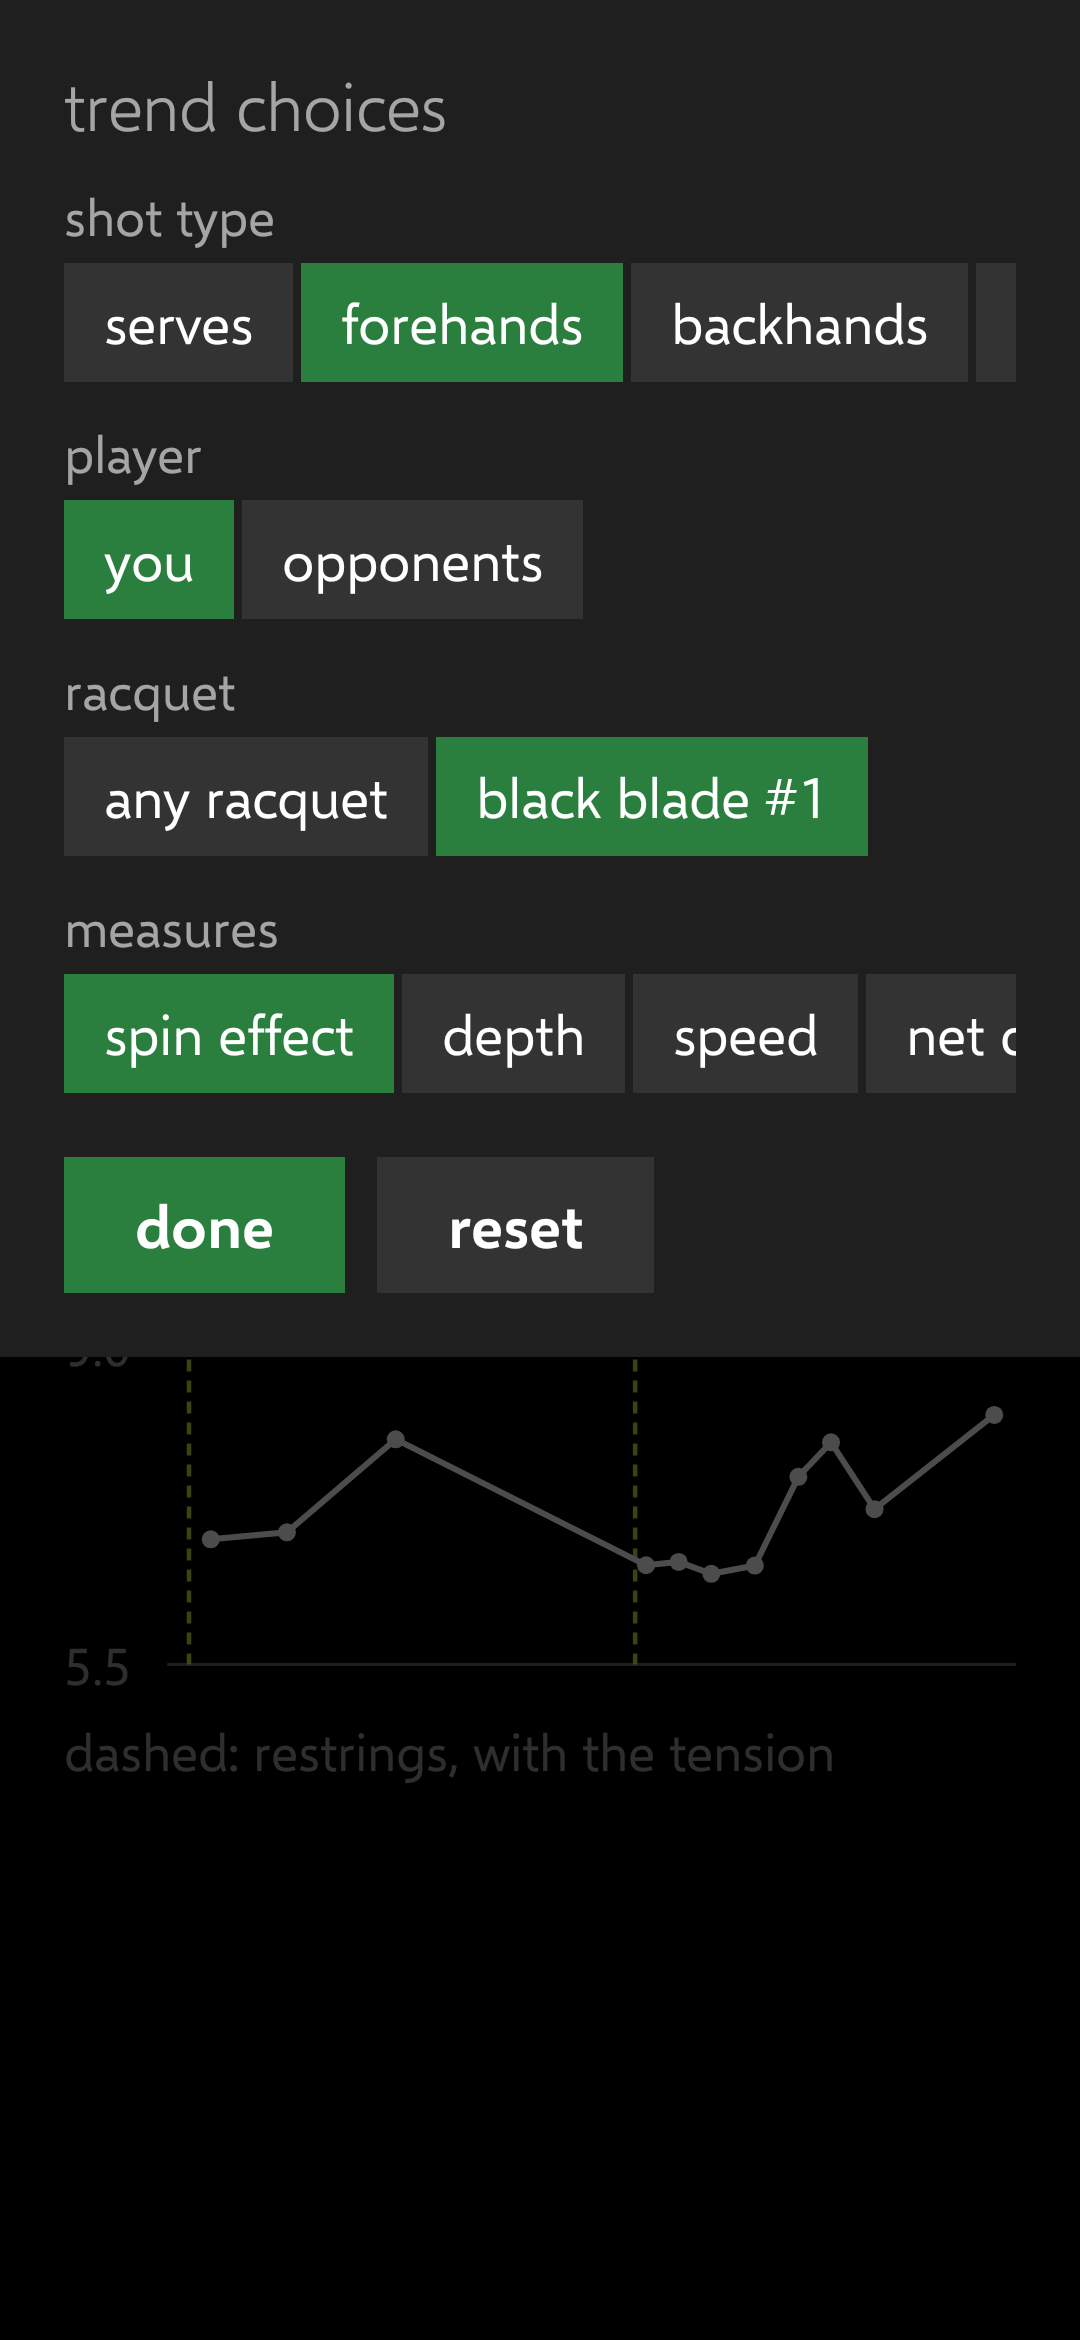 trend choices
shot type
serves forehands backhands
player
you opponents
racquet
any racquet black blade #1
measures
spin effect depth speed net
done reset
5.5
dashed: restrings, with the tension